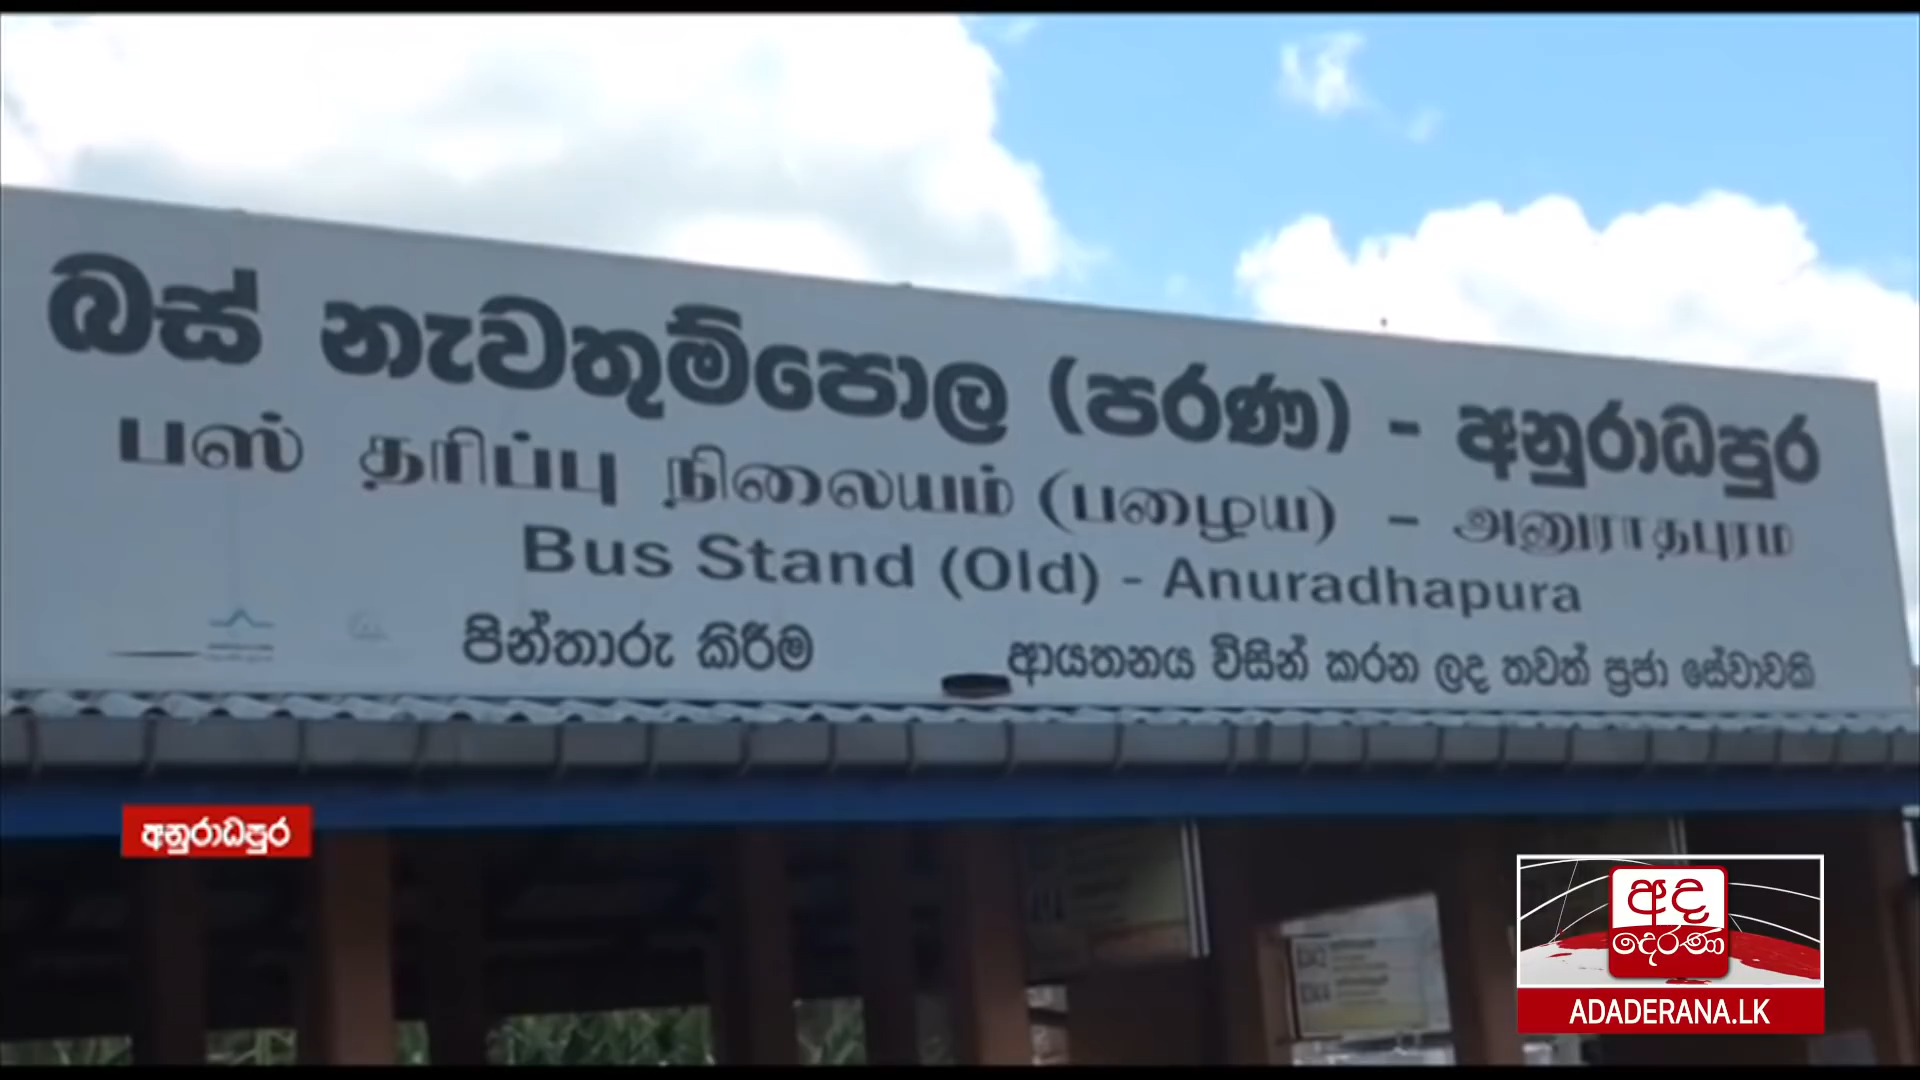 බස් නැවතුම්පොල (පරණ) - අනුරාධපුර
பஸ் தரிப்பு நிலையம் (பழைய) - அனுராதபுரம
Bus Stand (Old) - Anuradhapura
පින්තාරු කිරීම ආයතනය විසින් කරන ලද තවත් ප්‍රජා සේවාවකි
අනුරාධපුර
අද
දෙරණ
ADADERANA.LK